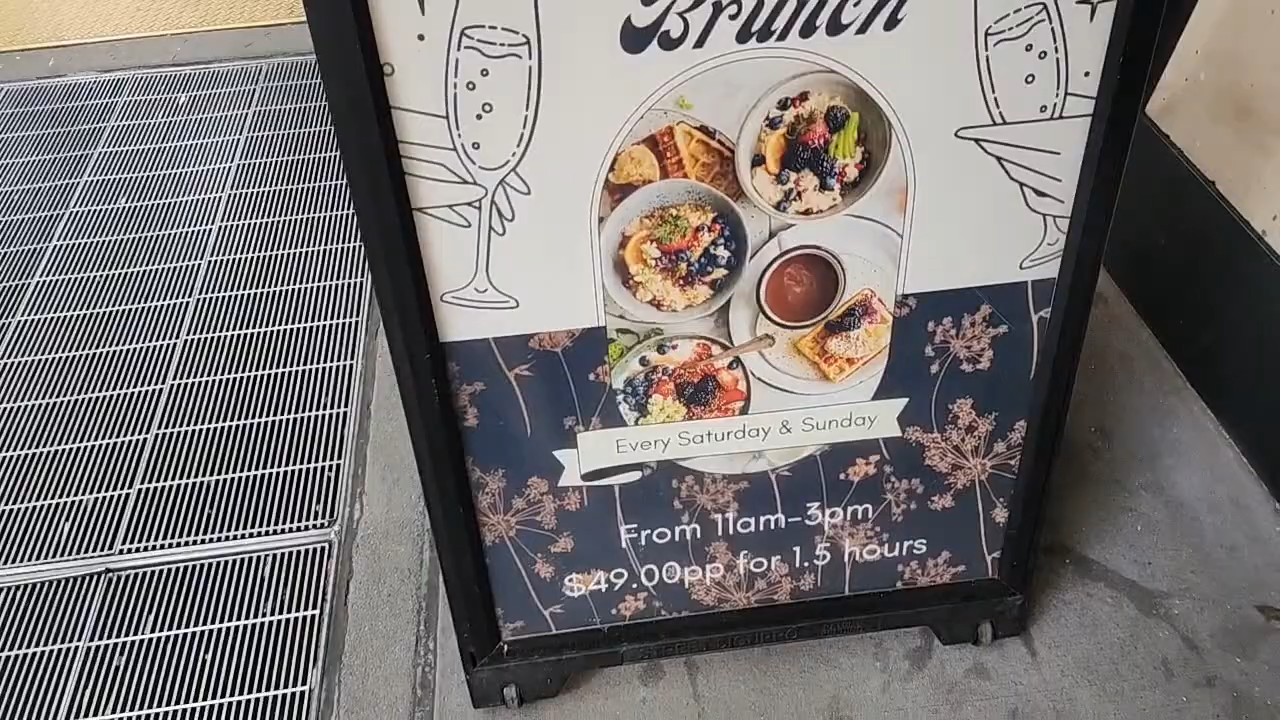 Brunch
Every Saturday & Sunday
From 11am-3pm
$49.00pp for 1.5 hours